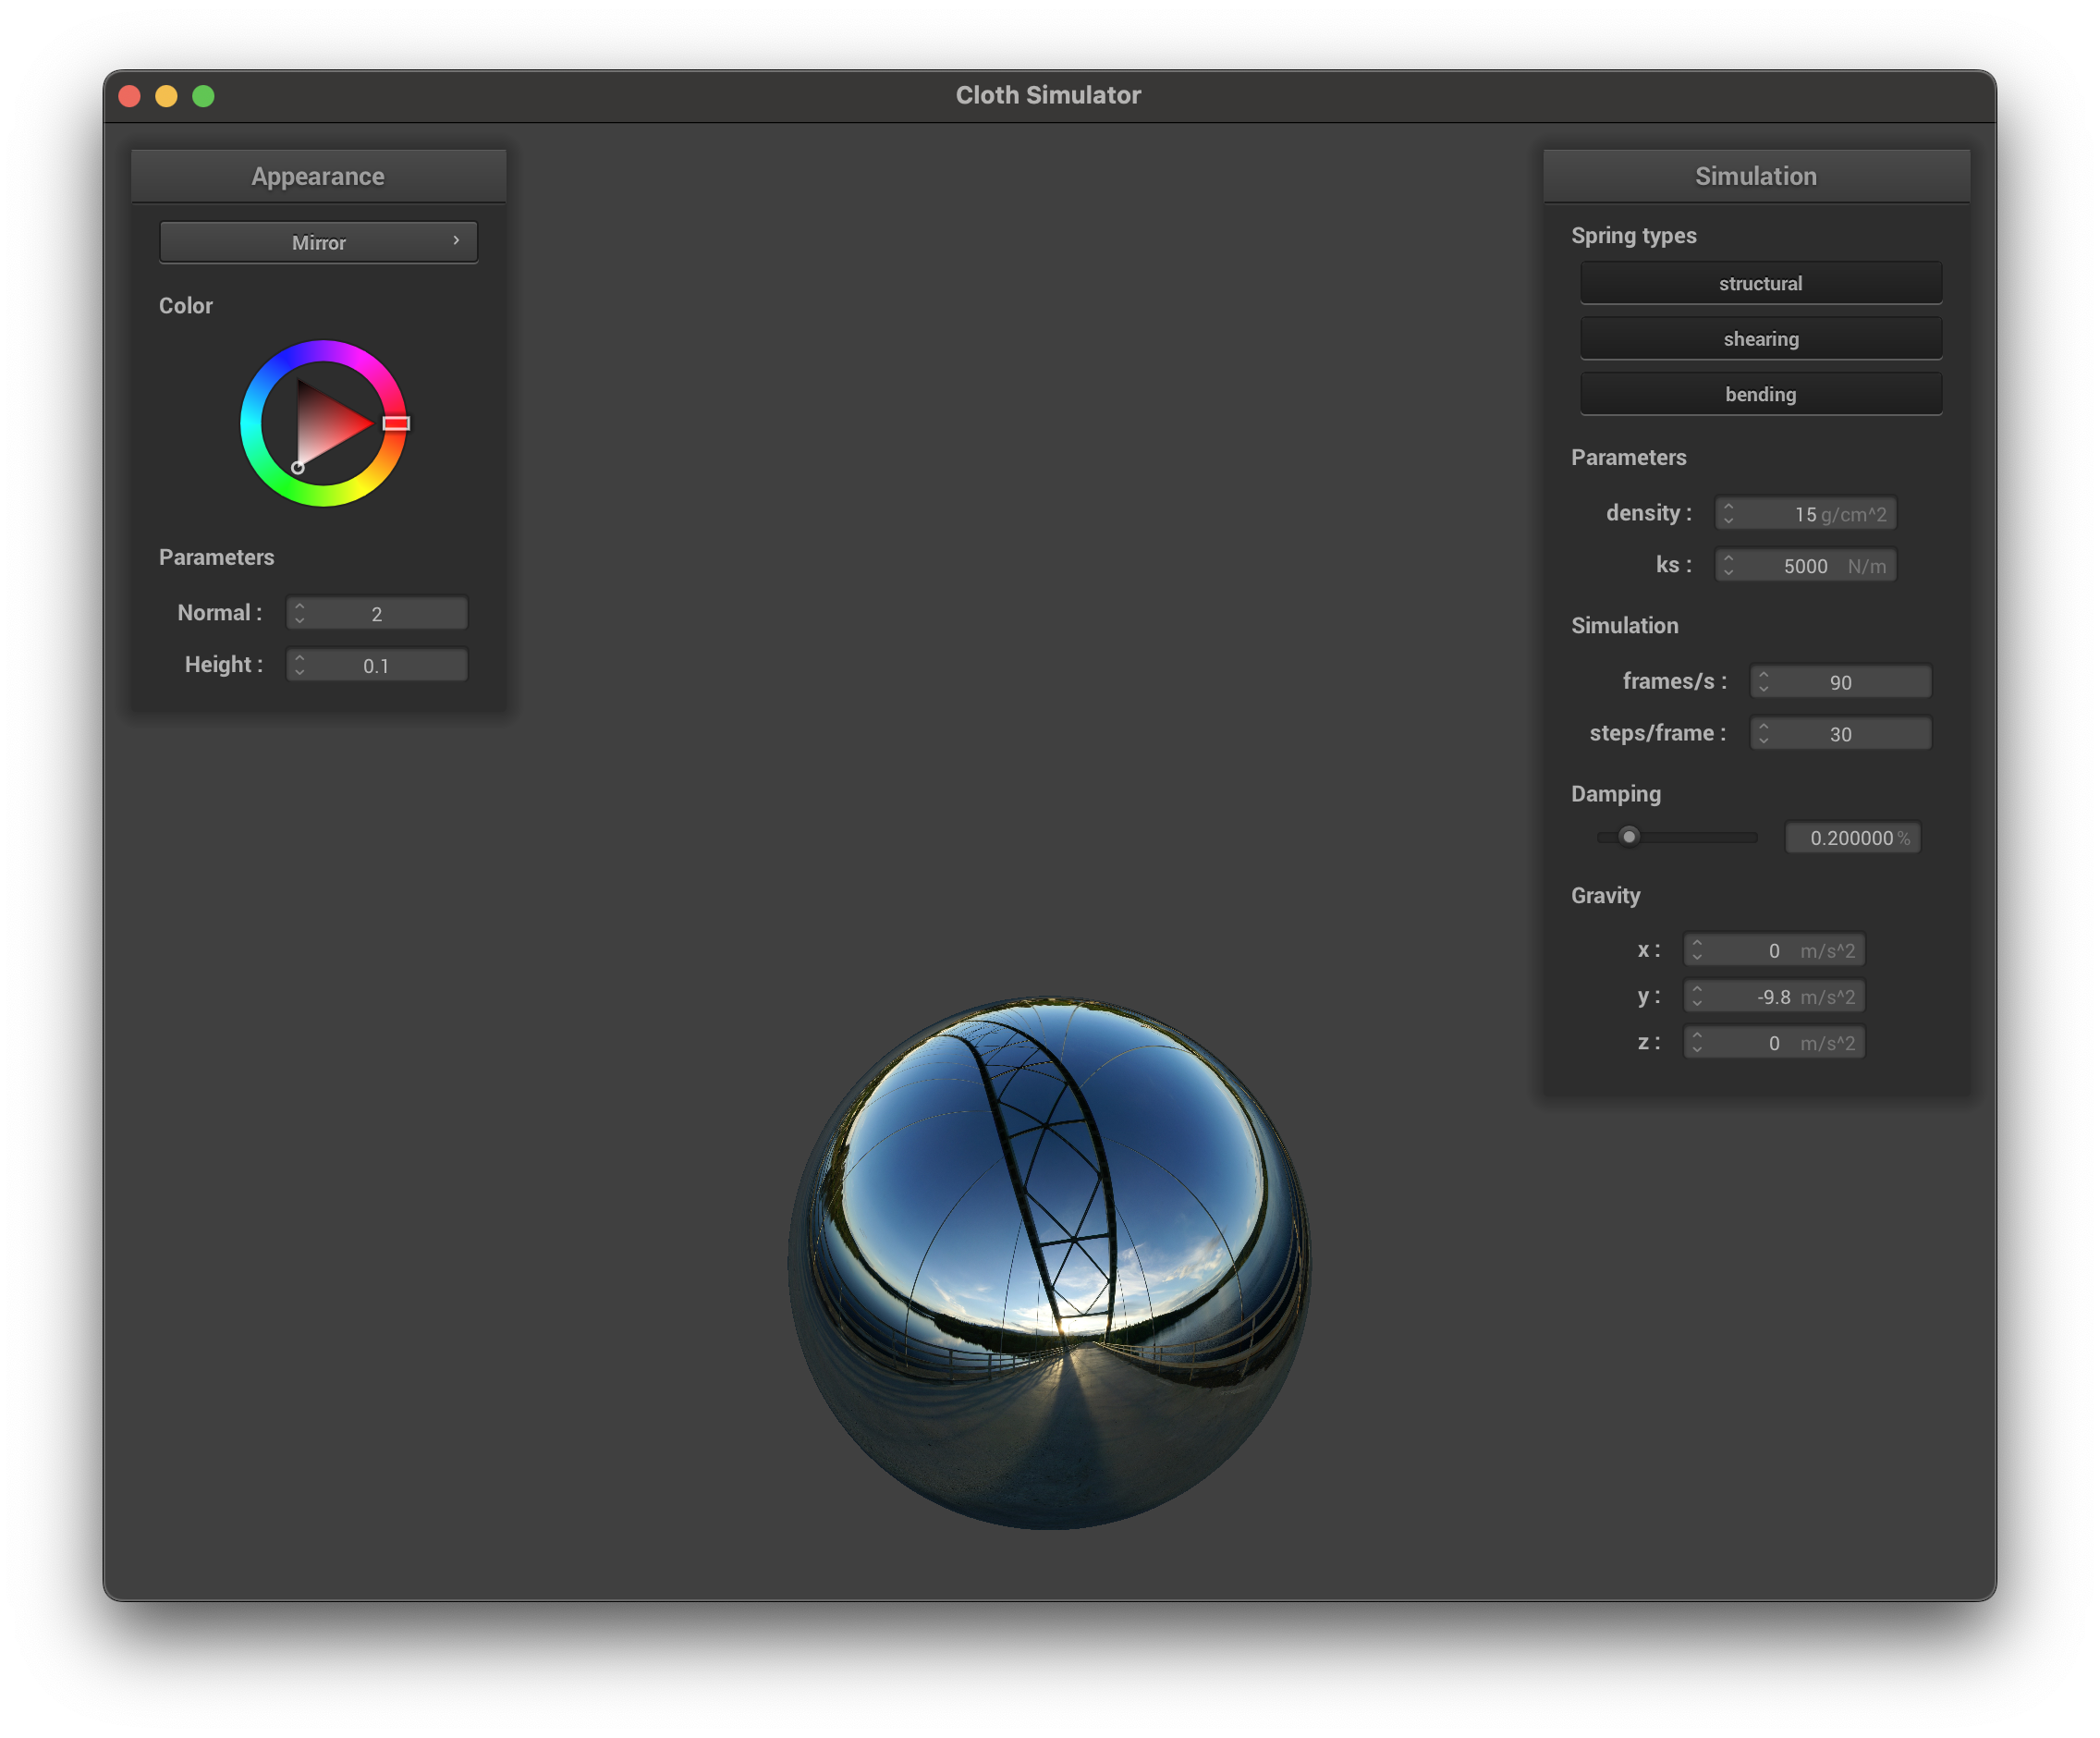 Cloth Simulator
Appearance
Mirror
Color
Parameters
Normal :
2
Height :
0.1
Simulation
Spring types
structural
shearing
bending
Parameters
density :
15 g/cm^2
ks :
5000 N/m
Simulation
frames/s :
90
steps/frame :
30
Damping
0.200000 %
Gravity
x :
0 m/s^2
y :
-9.8 m/s^2
z :
0 m/s^2